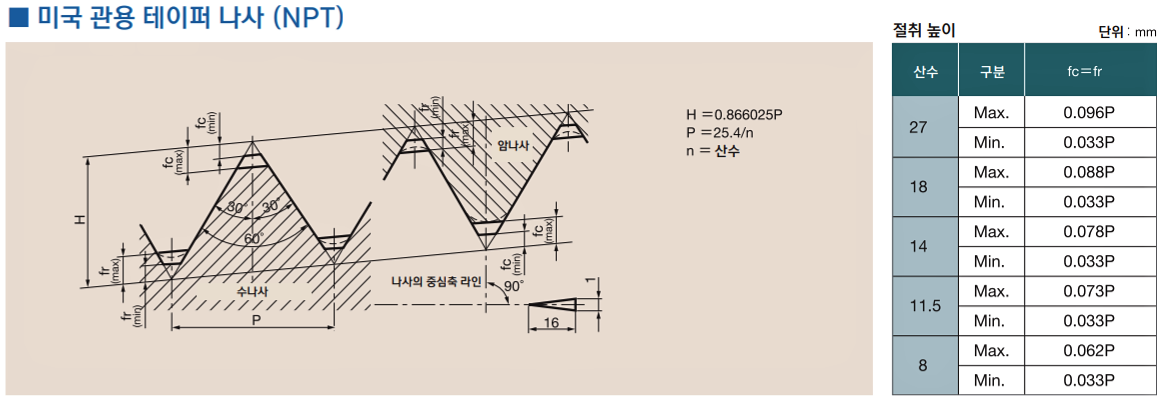 ■ 미국 관용 테이퍼 나사 (NPT)
fc (min)
fc (max)
H
fr (max)
fr (min)
30° 30°
60°
수나사
P
fr (min)
fr (max)
암나사
fc (max)
fc (min)
나사의 중심축 라인
90°
1
16
H =0.866025P
P =25.4/n
n = 산수
절취 높이 단위 : mm
산수 구분 fc=fr
27 Max. 0.096P
Min. 0.033P
18 Max. 0.088P
Min. 0.033P
14 Max. 0.078P
Min. 0.033P
11.5 Max. 0.073P
Min. 0.033P
8 Max. 0.062P
Min. 0.033P